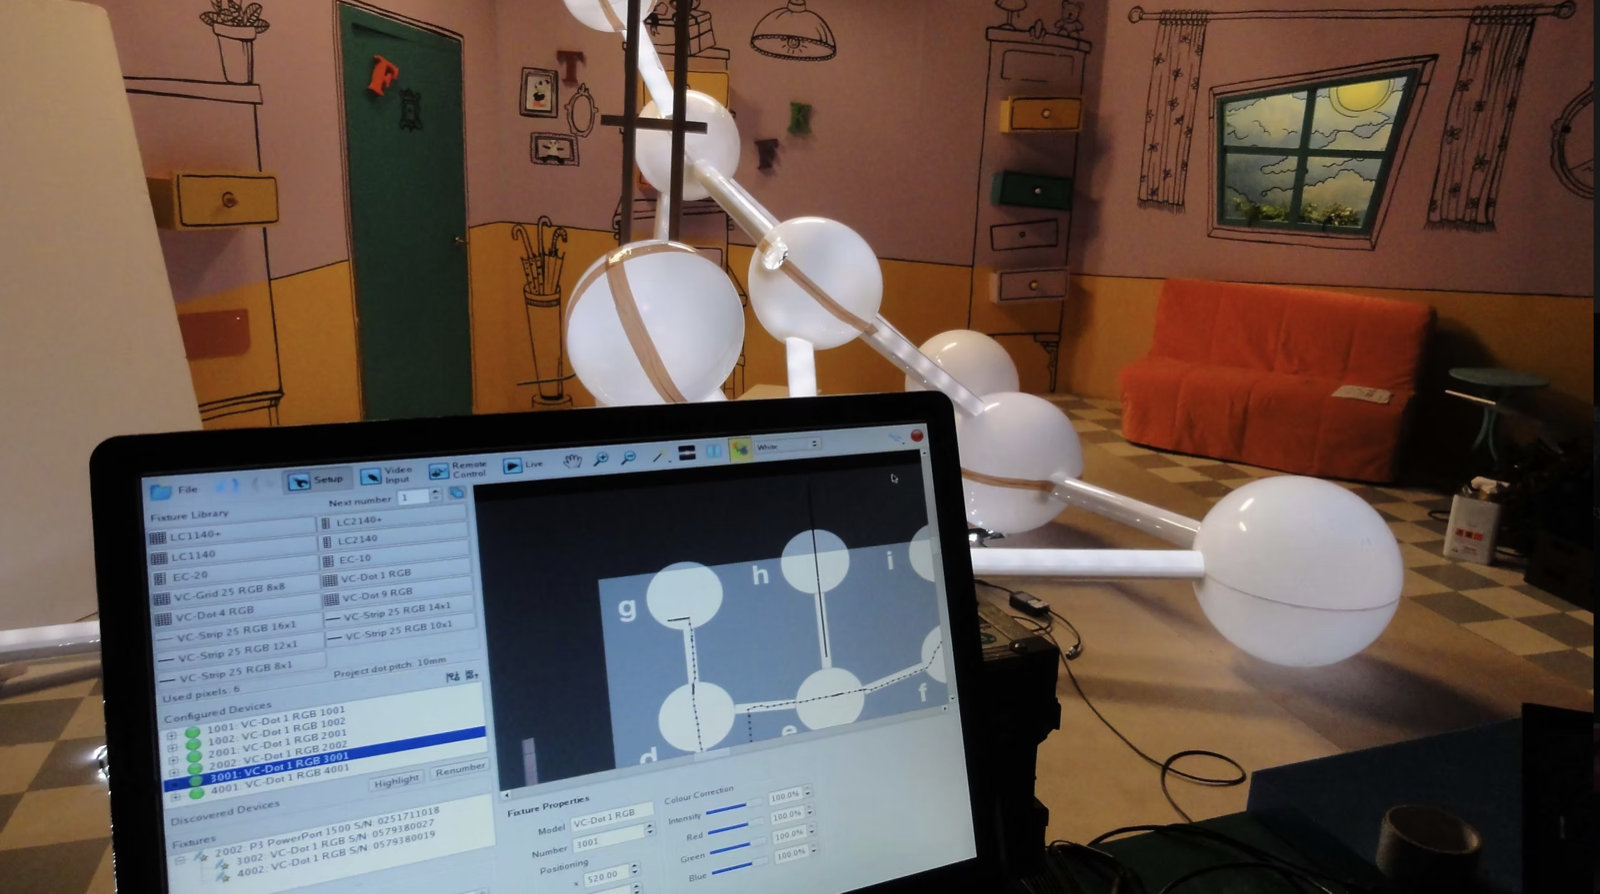 F
T
K
F
File
Setup
Video Input
Remote Control
Live
White
Fixture Library
Next number 1
LC1140+
LC2140+
LC1140
LC2140
EC-20
EC-10
VC-Grid 25 RGB 8x8
VC-Dot 1 RGB
VC-Dot 4 RGB
VC-Dot 9 RGB
VC-Strip 25 RGB 16x1
VC-Strip 25 RGB 14x1
VC-Strip 25 RGB 12x1
VC-Strip 25 RGB 10x1
VC-Strip 25 RGB 8x1
Used pixels: 6
Project dot pitch: 10mm
Configured Devices
1001: VC-Dot 1 RGB 1001
1002: VC-Dot 1 RGB 1002
2001: VC-Dot 1 RGB 2001
2002: VC-Dot 1 RGB 2002
3001: VC-Dot 1 RGB 3001
4001: VC-Dot 1 RGB 4001
Highlight
Renumber
Discovered Devices
Fixtures
2002: P3 PowerPort 1500 S/N: 0251711018
3002: VC-Dot 1 RGB S/N: 0579380027
4002: VC-Dot 1 RGB S/N: 0579380019
g
h
i
d
e
f
Fixture Properties
Model VC-Dot 1 RGB
Number 3001
Positioning
x 520.00
Colour Correction
Intensity 100.0%
Red 100.0%
Green 100.0%
Blue 100.0%